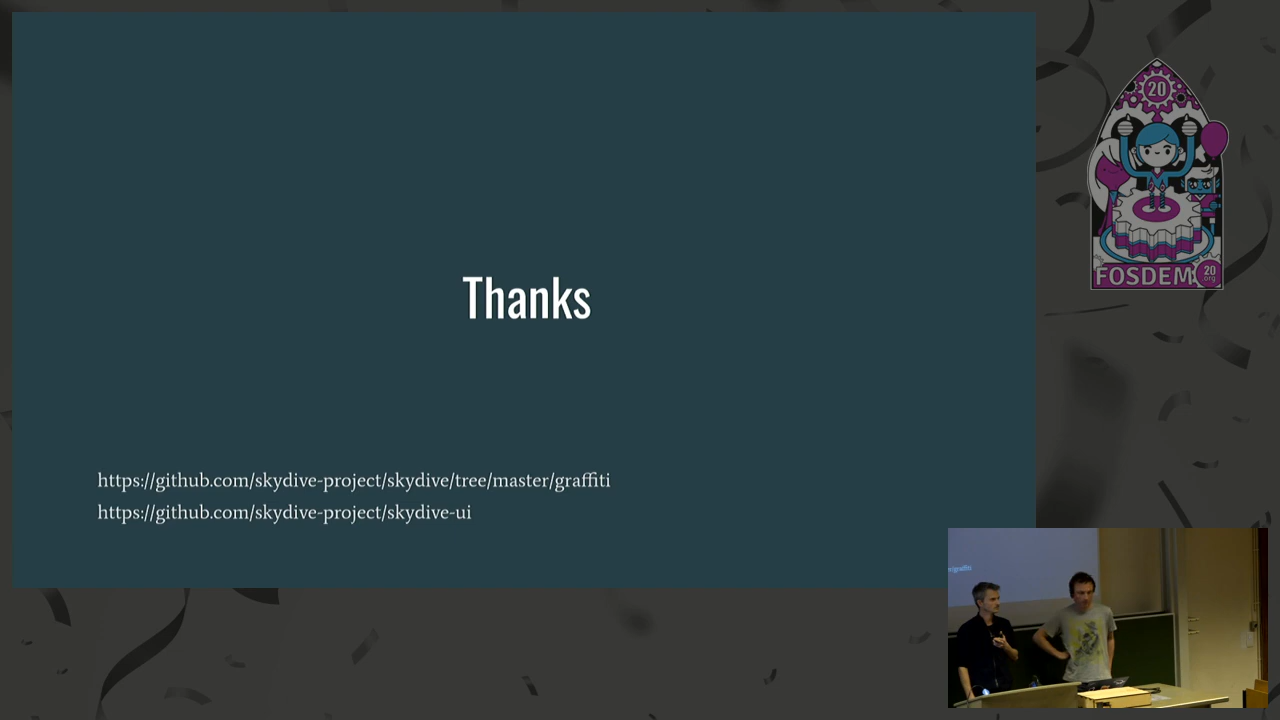 Thanks
https://github.com/skydive-project/skydive/tree/master/graffiti
https://github.com/skydive-project/skydive-ui
20
FOSDEM
20
org